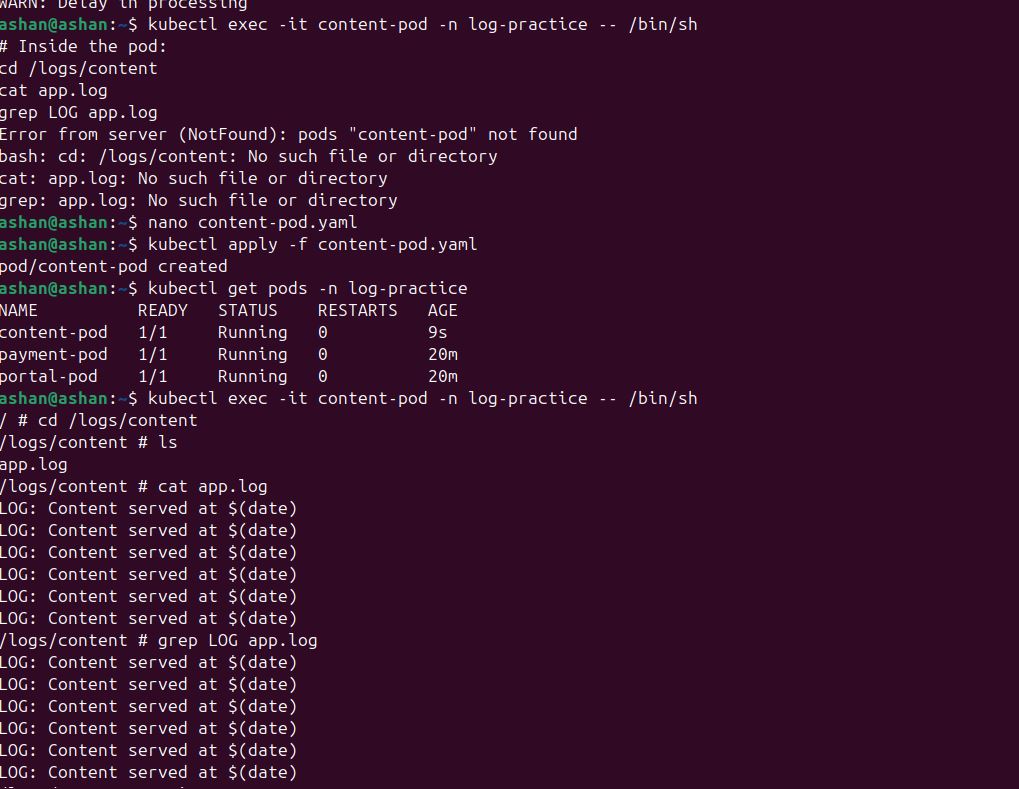 WARN: Delay in processing
ashan@ashan:~$ kubectl exec -it content-pod -n log-practice -- /bin/sh
# Inside the pod:
cd /logs/content
cat app.log
grep LOG app.log
Error from server (NotFound): pods "content-pod" not found
bash: cd: /logs/content: No such file or directory
cat: app.log: No such file or directory
grep: app.log: No such file or directory
ashan@ashan:~$ nano content-pod.yaml
ashan@ashan:~$ kubectl apply -f content-pod.yaml
pod/content-pod created
ashan@ashan:~$ kubectl get pods -n log-practice
NAME READY STATUS RESTARTS AGE
content-pod 1/1 Running 0 9s
payment-pod 1/1 Running 0 20m
portal-pod 1/1 Running 0 20m
ashan@ashan:~$ kubectl exec -it content-pod -n log-practice -- /bin/sh
/ # cd /logs/content
/logs/content # ls
app.log
/logs/content # cat app.log
LOG: Content served at $(date)
LOG: Content served at $(date)
LOG: Content served at $(date)
LOG: Content served at $(date)
LOG: Content served at $(date)
LOG: Content served at $(date)
/logs/content # grep LOG app.log
LOG: Content served at $(date)
LOG: Content served at $(date)
LOG: Content served at $(date)
LOG: Content served at $(date)
LOG: Content served at $(date)
LOG: Content served at $(date)